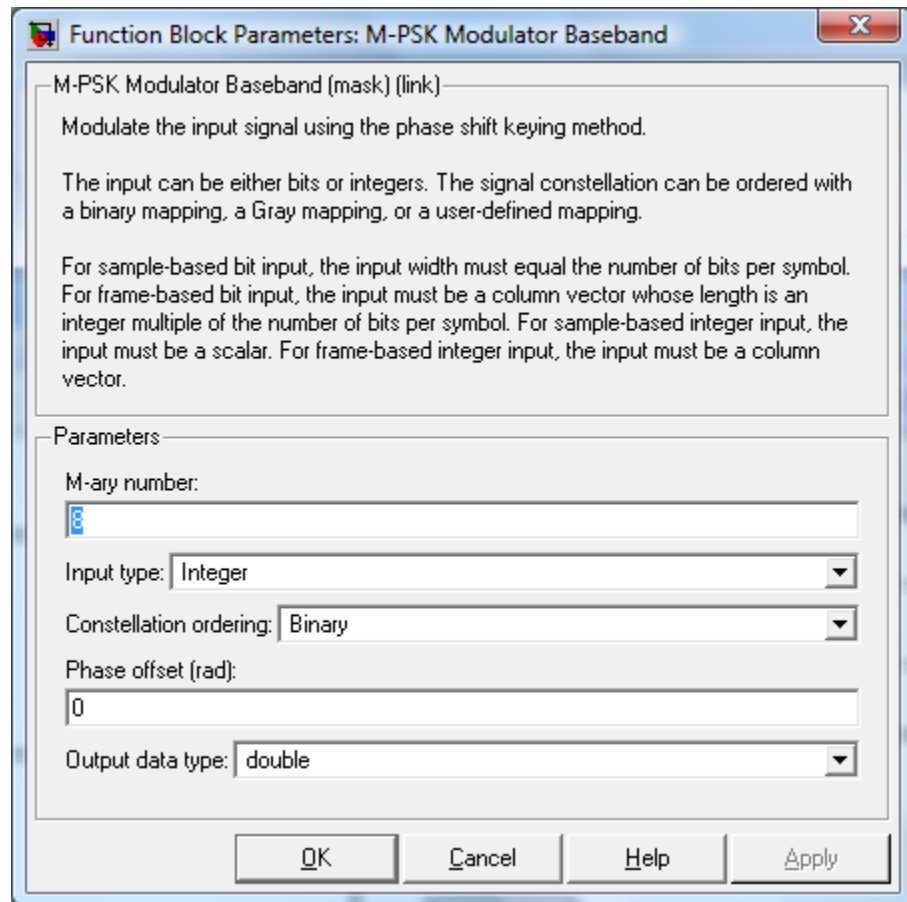 Function Block Parameters: M-PSK Modulator Baseband
M-PSK Modulator Baseband (mask) (link)
Modulate the input signal using the phase shift keying method.
The input can be either bits or integers. The signal constellation can be ordered with
a binary mapping, a Gray mapping, or a user-defined mapping.
For sample-based bit input, the input width must equal the number of bits per symbol.
For frame-based bit input, the input must be a column vector whose length is an
integer multiple of the number of bits per symbol. For sample-based integer input, the
input must be a scalar. For frame-based integer input, the input must be a column
vector.
Parameters
M-ary number:
8
Input type: Integer
Constellation ordering: Binary
Phase offset (rad):
0
Output data type: double
OK Cancel Help Apply